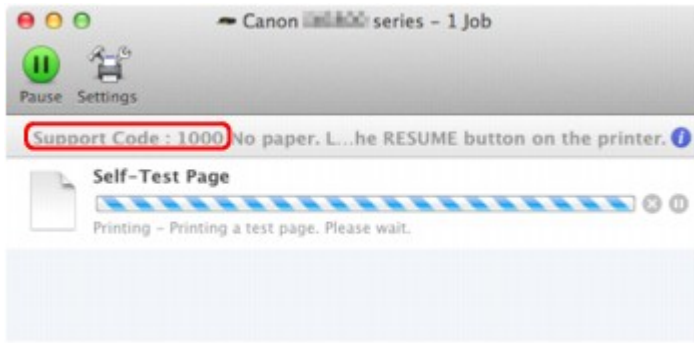 Canon series – 1 Job
Pause Settings
Support Code : 1000 No paper. L...he RESUME button on the printer.
Self-Test Page
Printing – Printing a test page. Please wait.